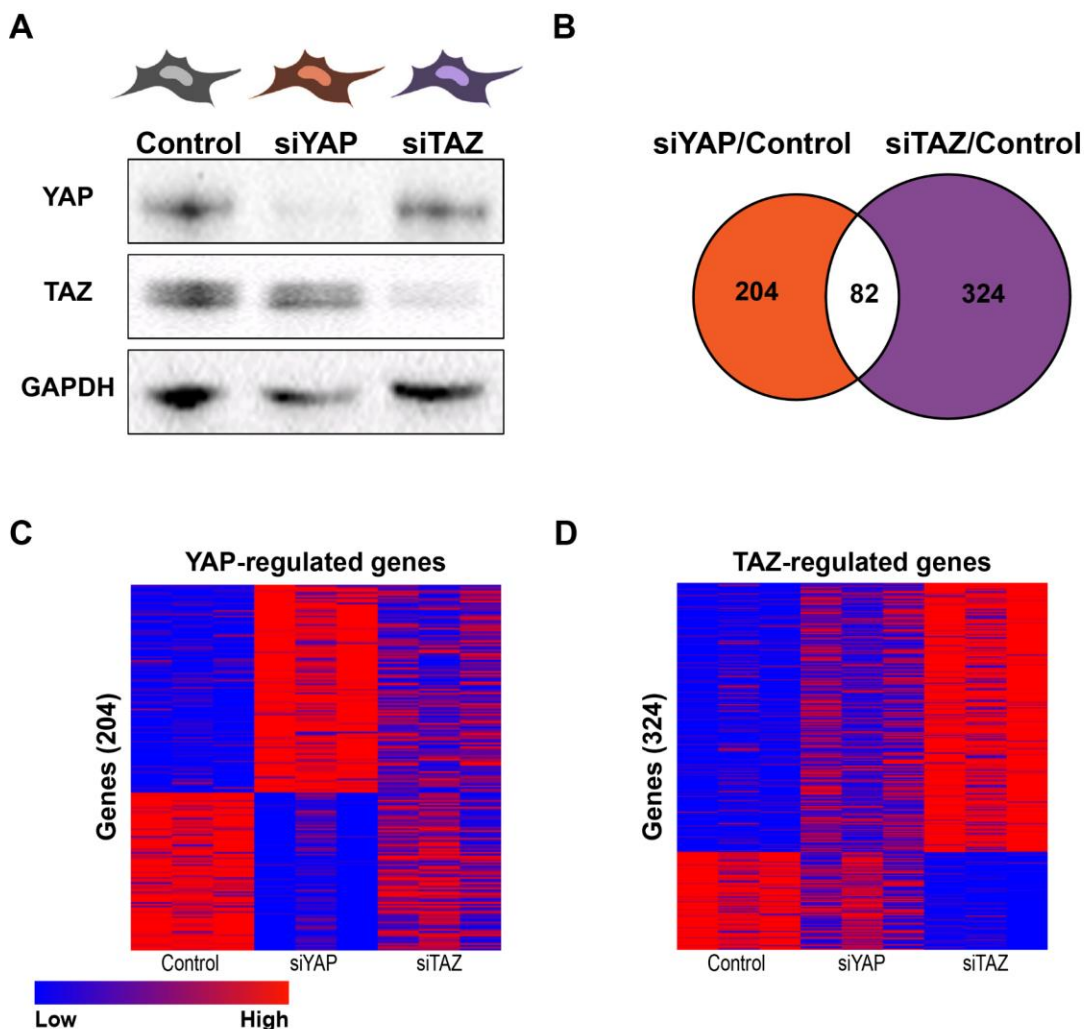 A
B
Control siYAP siTAZ
YAP
TAZ
GAPDH
siYAP/Control siTAZ/Control
204 82 324
C
D
YAP-regulated genes
Genes (204)
Control siYAP siTAZ
Low High
TAZ-regulated genes
Genes (324)
Control siYAP siTAZ